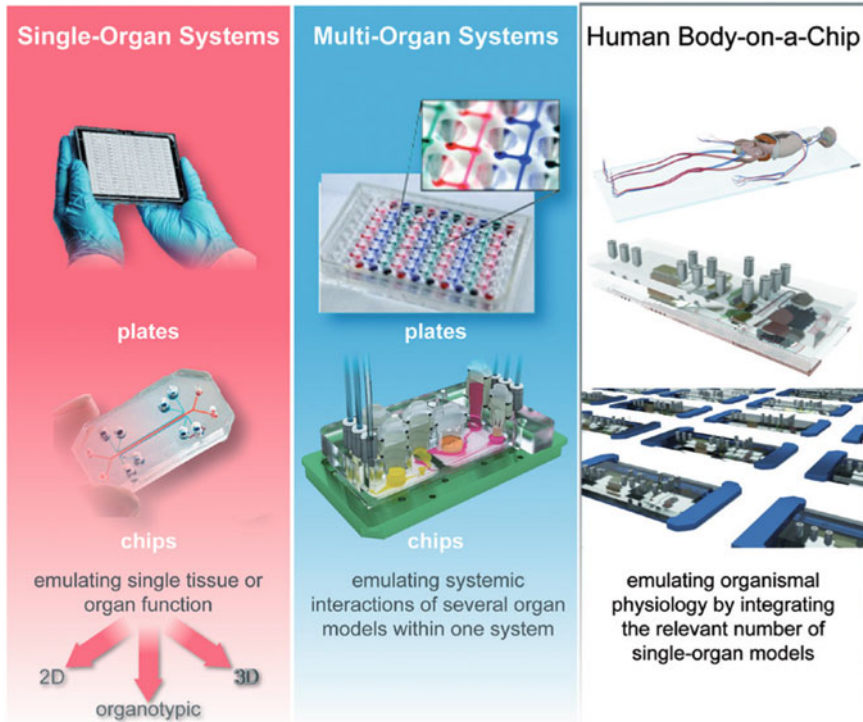 Single-Organ Systems
plates
chips
emulating single tissue or
organ function
2D
3D
organotypic
Multi-Organ Systems
plates
chips
emulating systemic
interactions of several organ
models within one system
Human Body-on-a-Chip
emulating organismal
physiology by integrating
the relevant number of
single-organ models